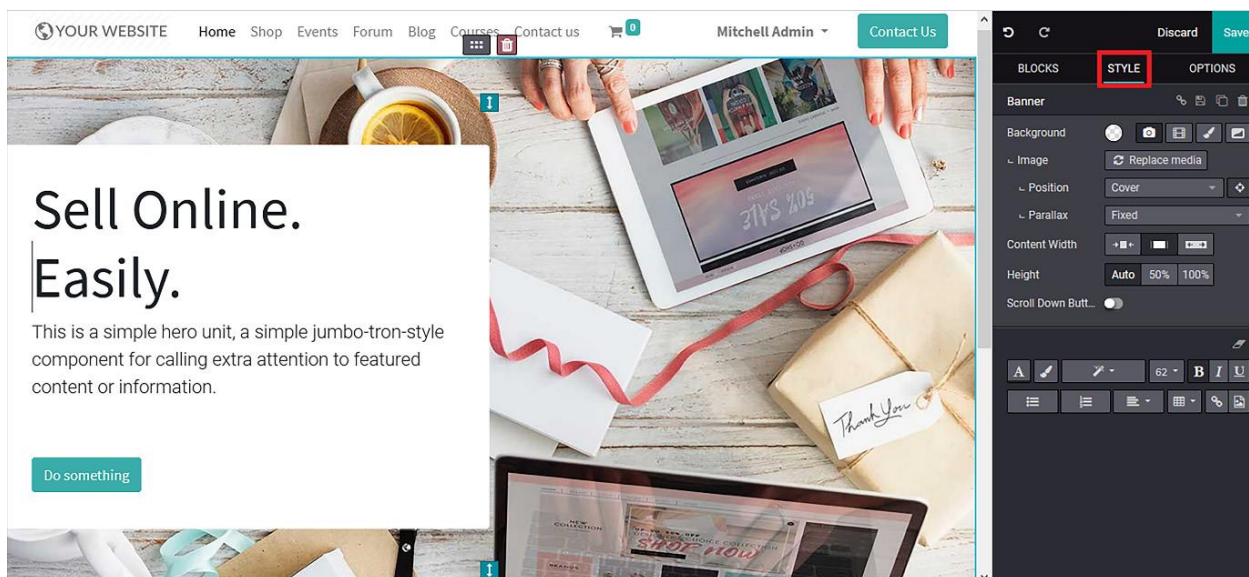 YOUR WEBSITE Home Shop Events Forum Blog Courses Contact us 0 Mitchell Admin Contact Us
Discard Save
BLOCKS STYLE OPTIONS
Banner
Background
Image Replace media
Position Cover
Parallax Fixed
Content Width
Height Auto 50% 100%
Scroll Down Butt...
A 62 B I U
Sell Online.
Easily.
This is a simple hero unit, a simple jumbo-tron-style
component for calling extra attention to featured
content or information.
Do something
50% SALE
Thank You
NEW
COLLECTION
SHOP NOW
BRANDS